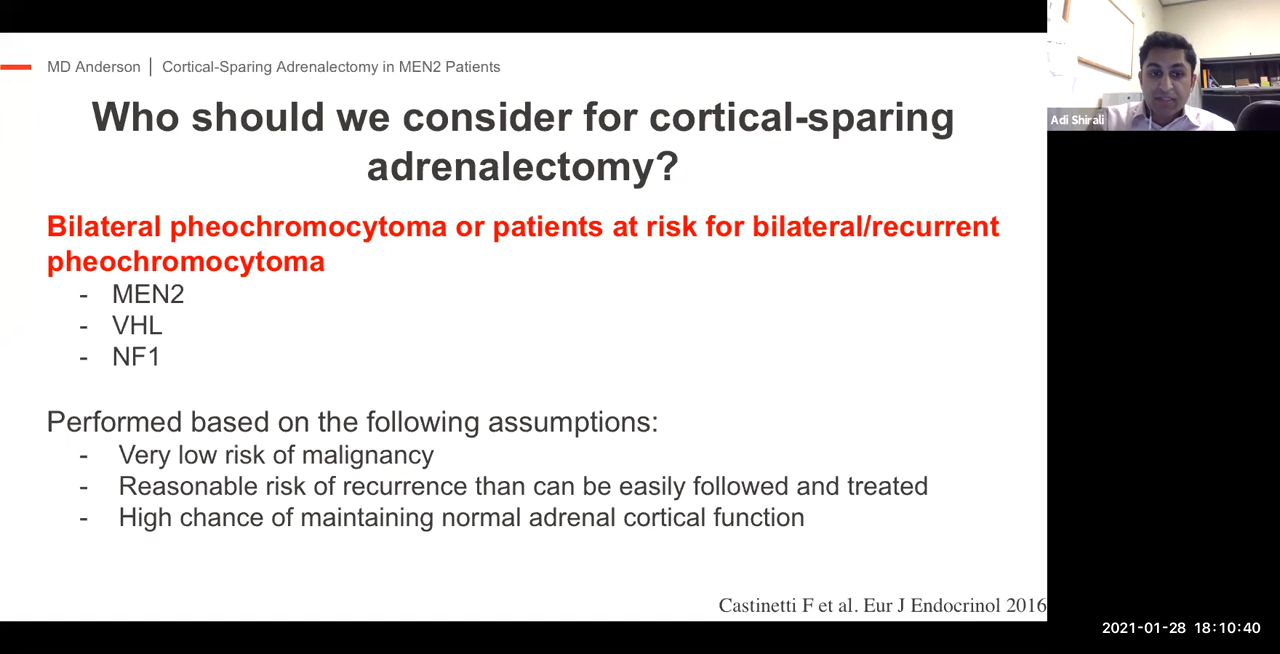 MD Anderson | Cortical-Sparing Adrenalectomy in MEN2 Patients
Who should we consider for cortical-sparing
adrenalectomy?
Bilateral pheochromocytoma or patients at risk for bilateral/recurrent
pheochromocytoma
- MEN2
- VHL
- NF1
Performed based on the following assumptions:
- Very low risk of malignancy
- Reasonable risk of recurrence than can be easily followed and treated
- High chance of maintaining normal adrenal cortical function
Castinetti F et al. Eur J Endocrinol 2016
Adi Shirali
2021-01-28 18:10:40